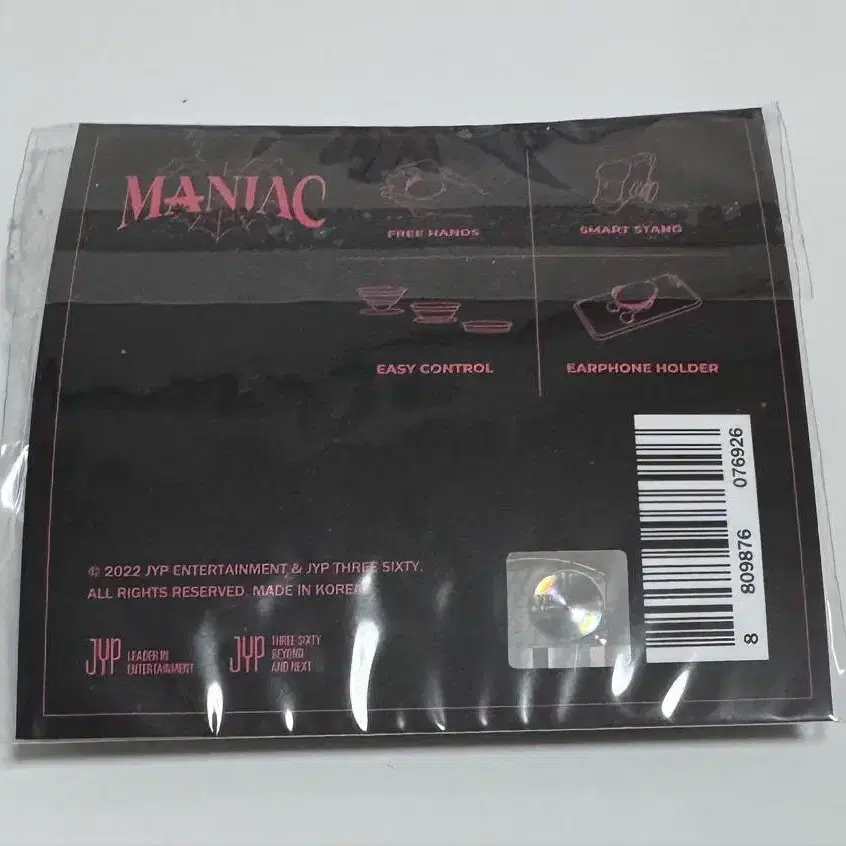 MANIAC
FREE HANDS
SMART STAND
EASY CONTROL
EARPHONE HOLDER
8 809876 076926
© 2022 JYP ENTERTAINMENT & JYP THREE SIXTY.
ALL RIGHTS RESERVED. MADE IN KOREA
JYP LEADER IN
ENTERTAINMENT
JYP THREE SIXTY
BEYOND
AND NEXT